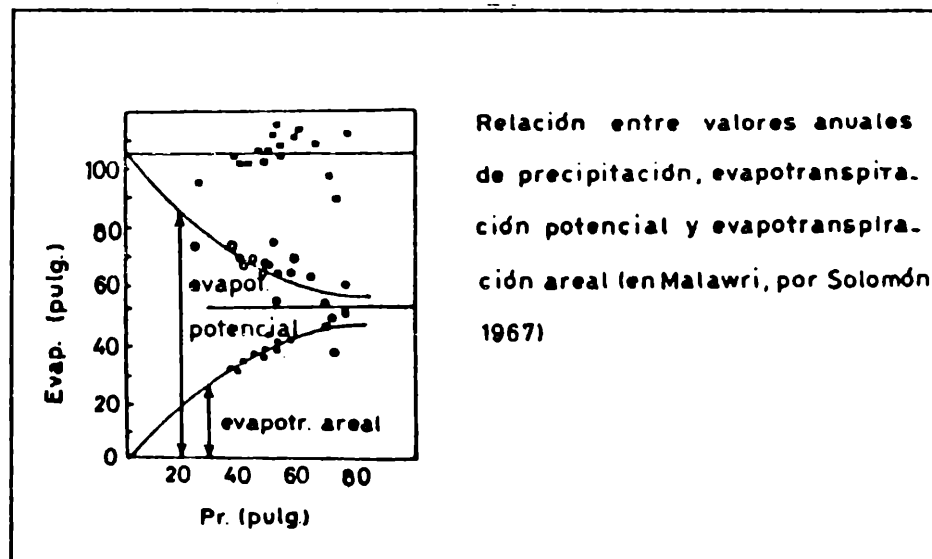 Relación entre valores anuales
de precipitación, evapotranspira-
ción potencial y evapotranspira-
ción areal (en Malawri, por Solomón
1967)
Evap. (pulg.)
100
80
60
40
20
0
evapot.
potencial
evapotr. areal
20 40 60 80
Pr. (pulg.)